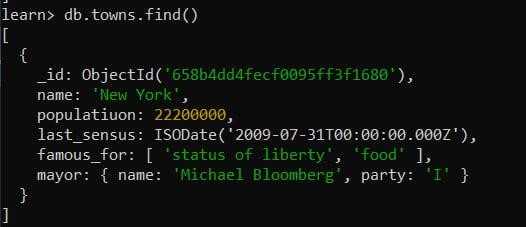 learn> db.towns.find()
[
  {
    _id: ObjectId('658b4dd4fecf0095ff3f1680'),
    name: 'New York',
    populatiuon: 22200000,
    last_sensus: ISODate('2009-07-31T00:00:00.000Z'),
    famous_for: [ 'status of liberty', 'food' ],
    mayor: { name: 'Michael Bloomberg', party: 'I' }
  }
]